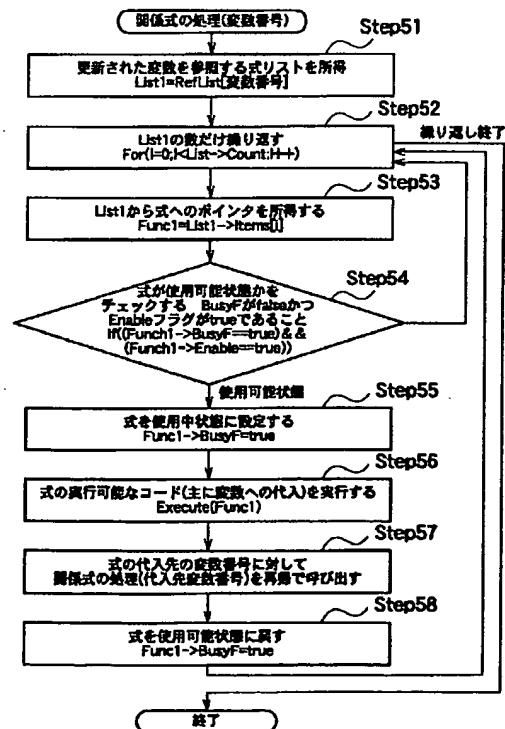 関係式の処理(変数番号)
Step51
更新された変数を参照する式リストを所得
List1=RefList[変数番号]
Step52
List1の数だけ繰り返す
For(i=0;i<List->Count;i++)
繰り返し終了
Step53
List1から式へのポインタを所得する
Func1=List1->Items[i]
Step54
式が使用可能状態かを
チェックする BusyFがfalseかつ
Enableフラグがtrueであること
If((Funch1->BusyF==true)&&
(Funch1->Enable==true))
使用可能状態
Step55
式を使用中状態に設定する
Func1->BusyF=true
Step56
式の実行可能なコード(主に変数への代入)を実行する
Execute(Func1)
Step57
式の代入先の変数番号に対して
関係式の処理(代入先変数番号)を再帰で呼び出す
Step58
式を使用可能状態に戻す
Func1->BusyF=true
終了